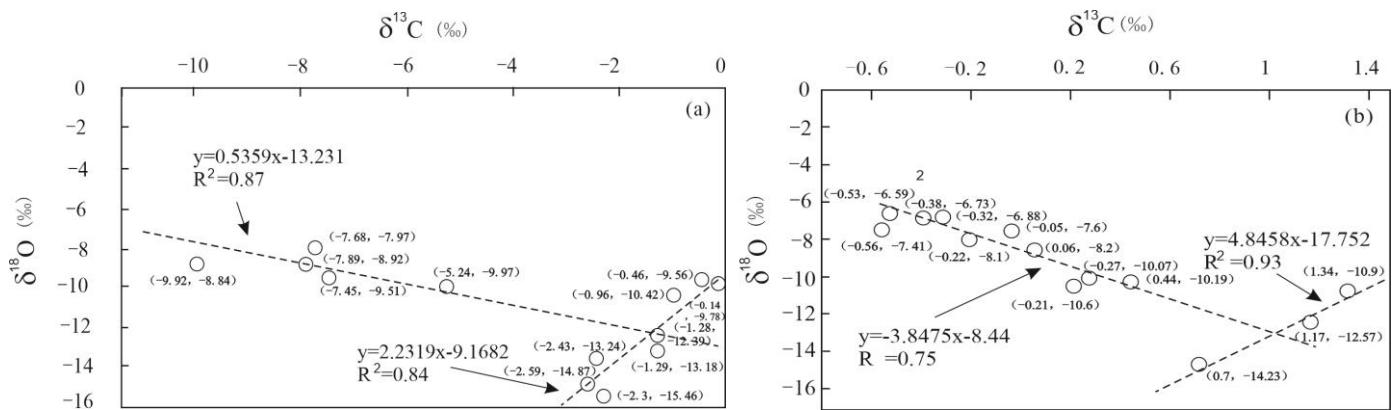 δ¹³C (‰)
−10 −8 −6 −4 −2 0
(a)
δ¹⁸O (‰)
0
−2
−4
−6
−8
−10
−12
−14
−16
y=0.5359x-13.231
R²=0.87
(−7.68, −7.97)
(−7.89, −8.92)
(−9.92, −8.84)
(−7.45, −9.51)
(−5.24, −9.97)
(−0.46, −9.56)
(−0.96, −10.42)
(−0.14
, −9.78)
(−1.28,
−12.39)
(−2.43, −13.24)
(−1.29, −13.18)
(−2.59, −14.87)
(−2.3, −15.46)
y=2.2319x-9.1682
R²=0.84
δ¹³C (‰)
−0.6 −0.2 0.2 0.6 1 1.4
(b)
δ¹⁸O (‰)
0
−2
−4
−6
−8
−10
−12
−14
−16
2
(−0.53, −6.59)
(−0.38, −6.73)
(−0.32, −6.88)
(−0.05, −7.6)
(−0.56, −7.41)
(−0.22, −8.1)
(0.06, −8.2)
(−0.27, −10.07)
(0.44, −10.19)
(−0.21, −10.6)
y=4.8458x-17.752
R²=0.93
(1.34, −10.9)
(1.17, −12.57)
(0.7, −14.23)
y=-3.8475x-8.44
R =0.75